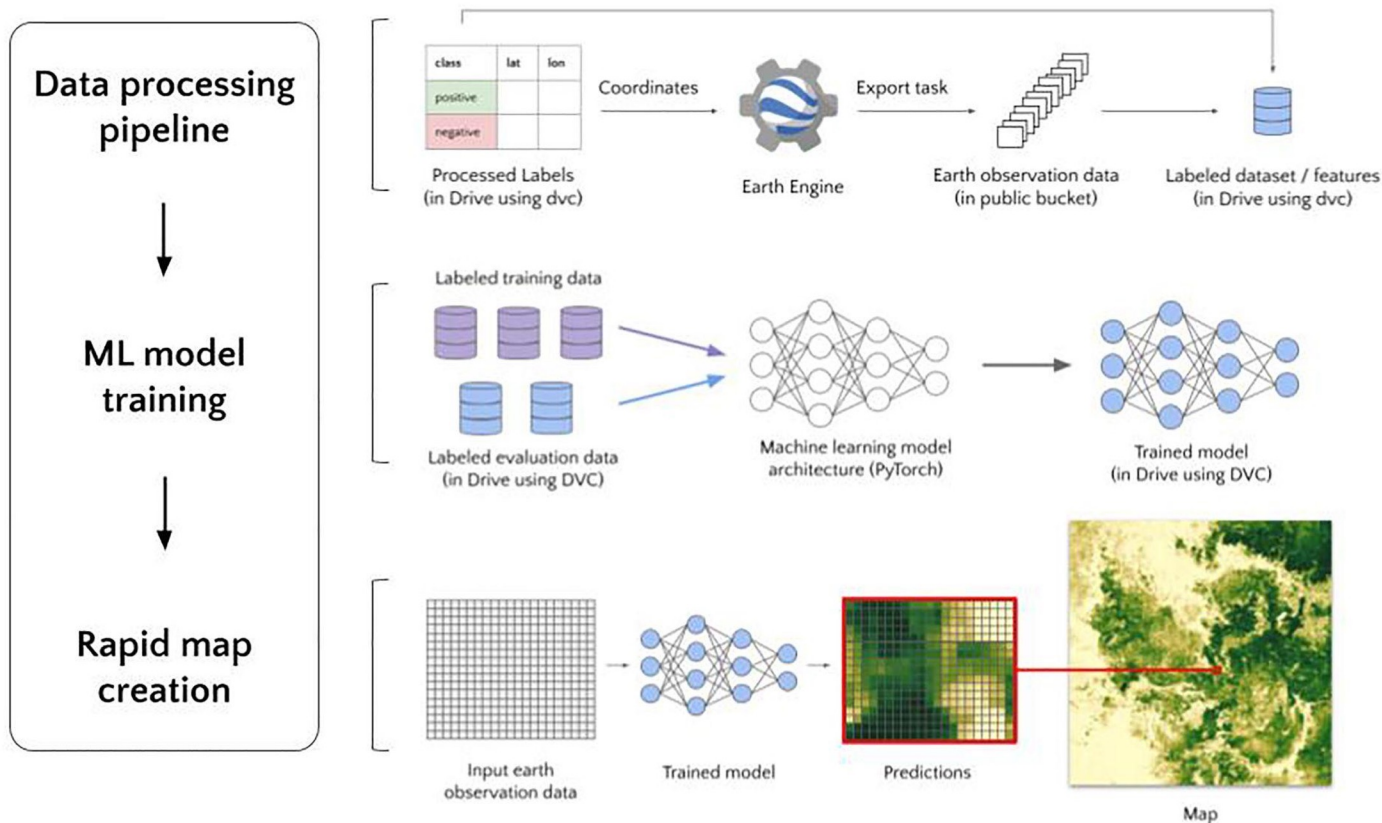 Data processing
pipeline
ML model
training
Rapid map
creation
class lat lon
positive
negative
Processed Labels
(in Drive using dvc)
Coordinates
Earth Engine
Export task
Earth observation data
(in public bucket)
Labeled dataset / features
(in Drive using dvc)
Labeled training data
Labeled evaluation data
(in Drive using DVC)
Machine learning model
architecture (PyTorch)
Trained model
(in Drive using DVC)
Input earth
observation data
Trained model
Predictions
Map